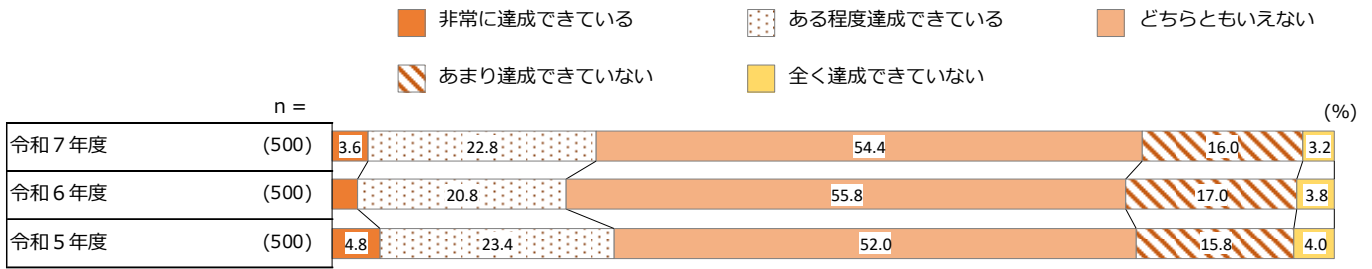 非常に達成できている ある程度達成できている どちらともいえない
あまり達成できていない 全く達成できていない
n =
(%)
令和７年度 (500) 3.6 22.8 54.4 16.0 3.2
令和６年度 (500) 20.8 55.8 17.0 3.8
令和５年度 (500) 4.8 23.4 52.0 15.8 4.0